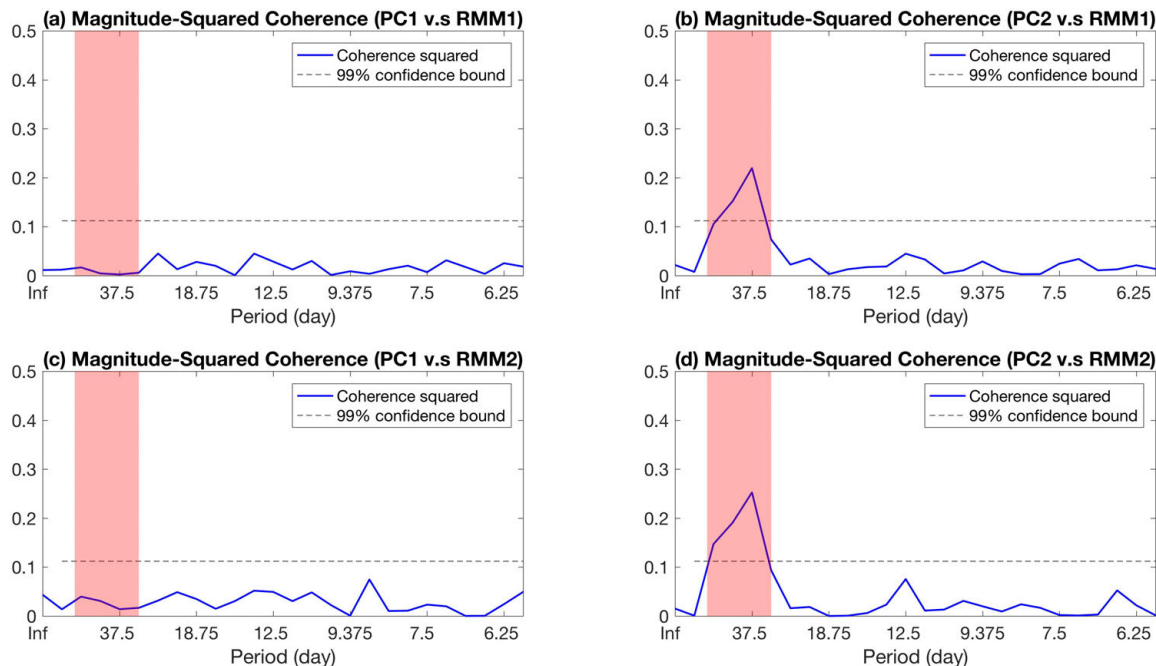 (a) Magnitude-Squared Coherence (PC1 v.s RMM1)
0.5
0.4
0.3
0.2
0.1
0
Coherence squared
99% confidence bound
Inf 37.5 18.75 12.5 9.375 7.5 6.25
Period (day)
(b) Magnitude-Squared Coherence (PC2 v.s RMM1)
0.5
0.4
0.3
0.2
0.1
0
Coherence squared
99% confidence bound
Inf 37.5 18.75 12.5 9.375 7.5 6.25
Period (day)
(c) Magnitude-Squared Coherence (PC1 v.s RMM2)
0.5
0.4
0.3
0.2
0.1
0
Coherence squared
99% confidence bound
Inf 37.5 18.75 12.5 9.375 7.5 6.25
Period (day)
(d) Magnitude-Squared Coherence (PC2 v.s RMM2)
0.5
0.4
0.3
0.2
0.1
0
Coherence squared
99% confidence bound
Inf 37.5 18.75 12.5 9.375 7.5 6.25
Period (day)